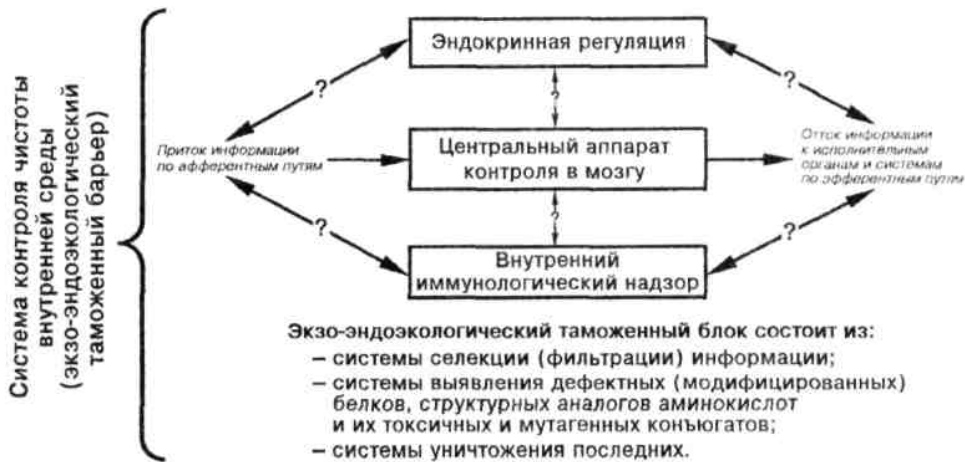 Система контроля чистоты
внутренней среды
(экзо-эндоэкологический
таможенный барьер)
Эндокринная регуляция
?
?
?
Приток информации
по афферентным путям
Центральный аппарат
контроля в мозгу
Отток информации
к исполнительным
органам и системам
по эфферентным путям
?
?
?
Внутренний
иммунологический надзор
Экзо-эндоэкологический таможенный блок состоит из:
– системы селекции (фильтрации) информации;
– системы выявления дефектных (модифицированных)
белков, структурных аналогов аминокислот
и их токсичных и мутагенных конъюгатов;
– системы уничтожения последних.